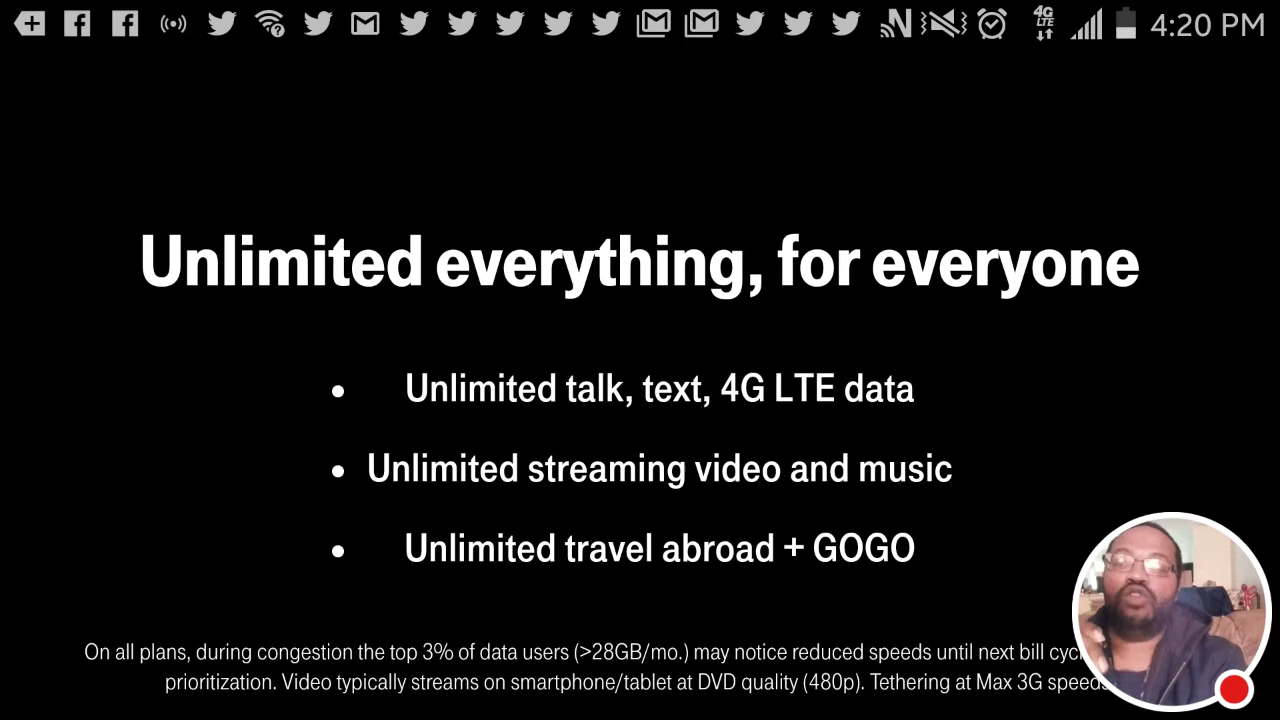 4G
LTE
4:20 PM
Unlimited everything, for everyone
• Unlimited talk, text, 4G LTE data
• Unlimited streaming video and music
• Unlimited travel abroad + GOGO
On all plans, during congestion the top 3% of data users (>28GB/mo.) may notice reduced speeds until next bill
prioritization. Video typically streams on smartphone/tablet at DVD quality (480p). Tethering at Max 3G speeds